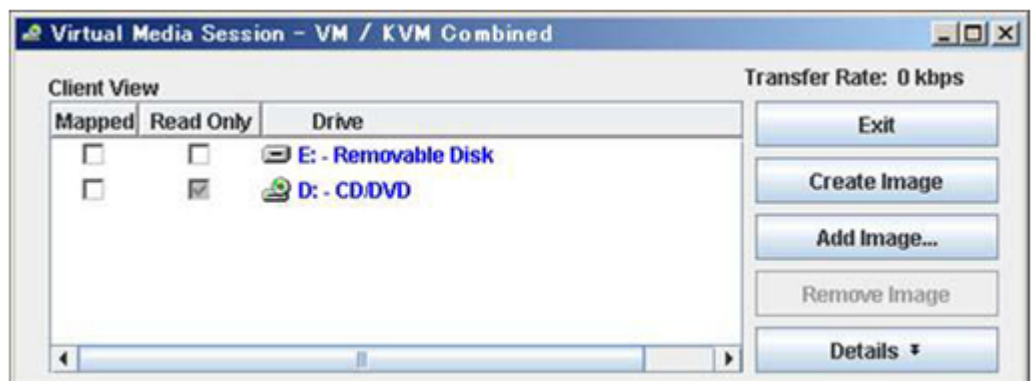 Virtual Media Session - VM / KVM Combined
Client View
Transfer Rate: 0 kbps
Mapped Read Only Drive
E: - Removable Disk
D: - CD/DVD
Exit
Create Image
Add Image...
Remove Image
Details